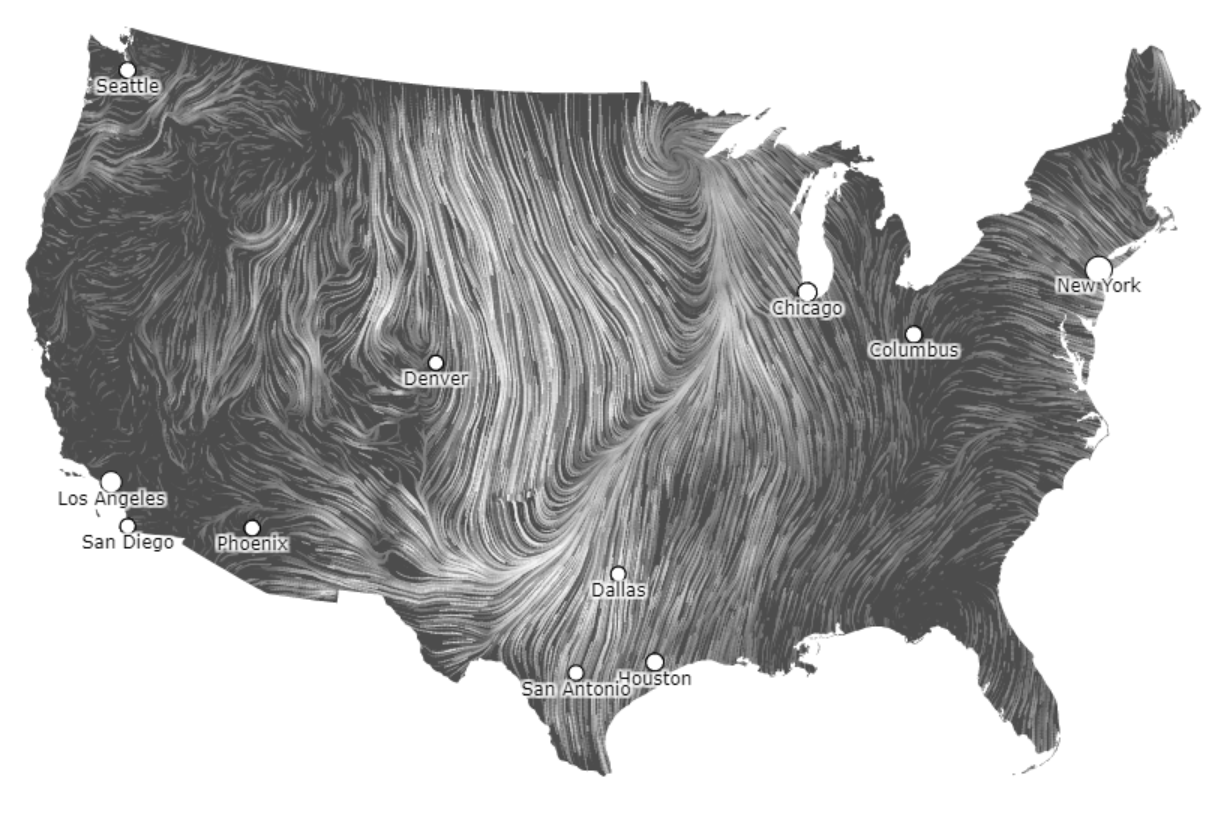 Seattle
New York
Chicago
Columbus
Denver
Los Angeles
San Diego
Phoenix
Dallas
Houston
San Antonio